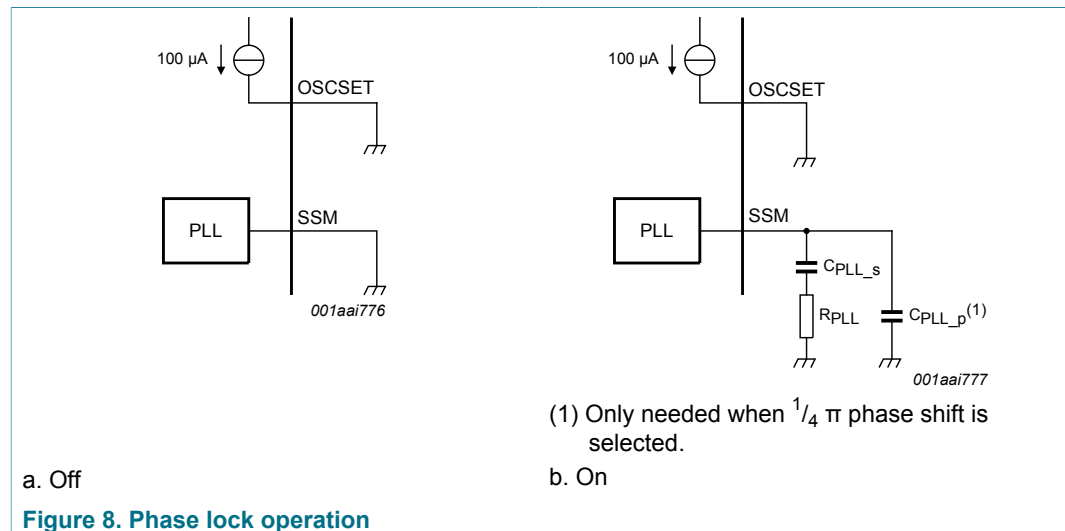 100 µA
OSCSET
PLL
SSM
001aai776
a. Off
100 µA
OSCSET
PLL
SSM
CPLL_s
RPLL
CPLL_p(1)
001aai777
(1) Only needed when 1/4 π phase shift is
selected.
b. On
Figure 8. Phase lock operation